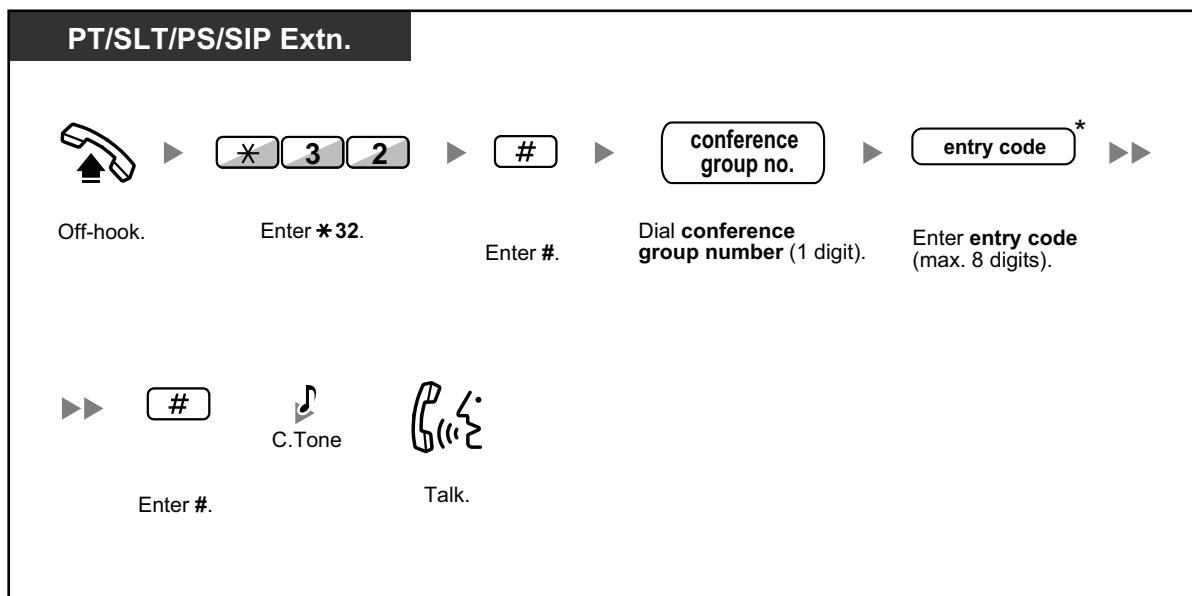 PT/SLT/PS/SIP Extn.
* 3 2 # conference group no. entry code *
Off-hook.
Enter *32.
Enter #.
Dial conference
group number (1 digit).
Enter entry code
(max. 8 digits).
#
C.Tone
Enter #.
Talk.